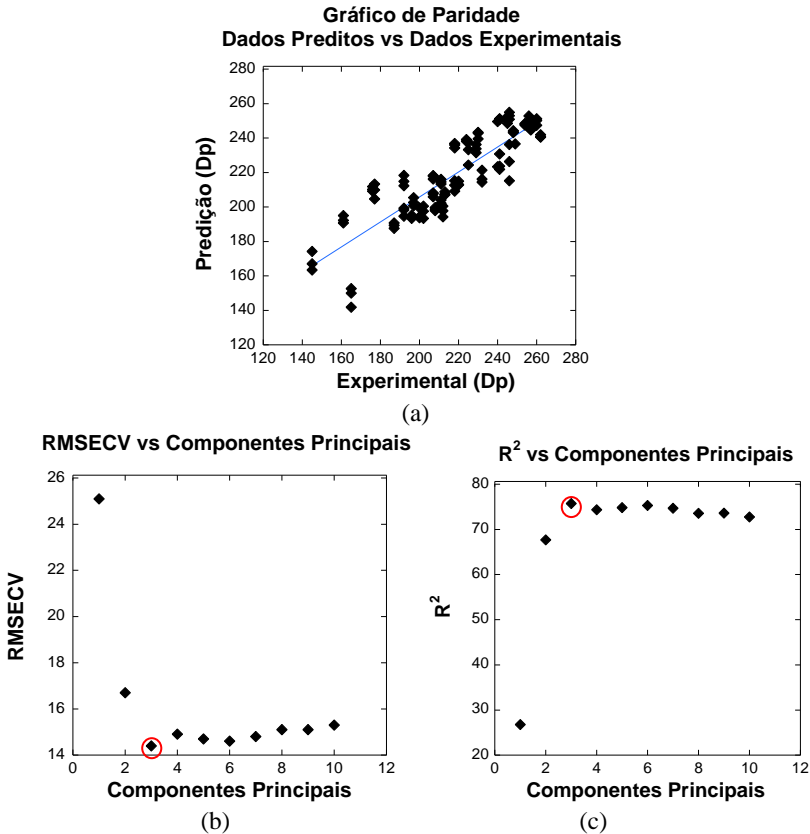 Gráfico de Paridade
Dados Preditos vs Dados Experimentais
280
260
240
220
200
180
160
140
120
Predição (Dp)
120 140 160 180 200 220 240 260 280
Experimental (Dp)
(a)
RMSECV vs Componentes Principais
26
24
22
20
18
16
14
RMSECV
0 2 4 6 8 10 12
Componentes Principais
(b)
R² vs Componentes Principais
80
70
60
50
40
30
20
R²
0 2 4 6 8 10 12
Componentes Principais
(c)